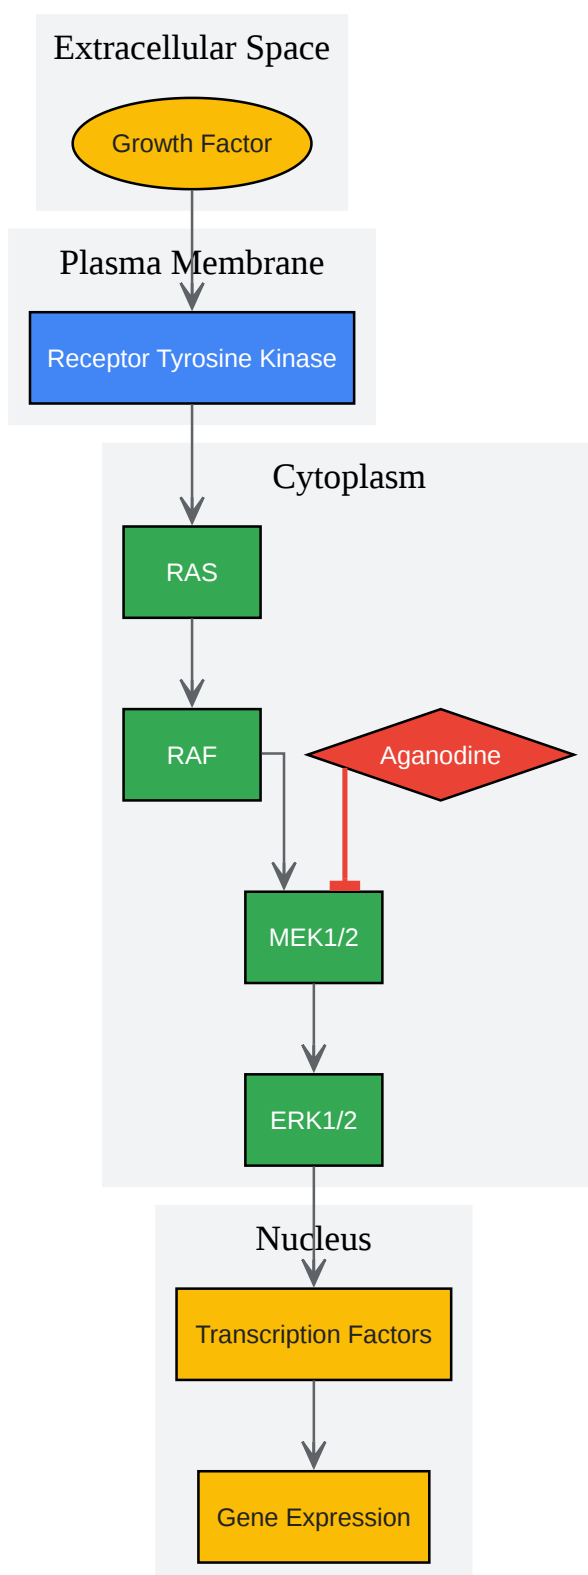 Extracellular Space
Growth Factor
Plasma Membrane
Receptor Tyrosine Kinase
Cytoplasm
RAS
RAF
Aganodine
MEK1/2
ERK1/2
Nucleus
Transcription Factors
Gene Expression